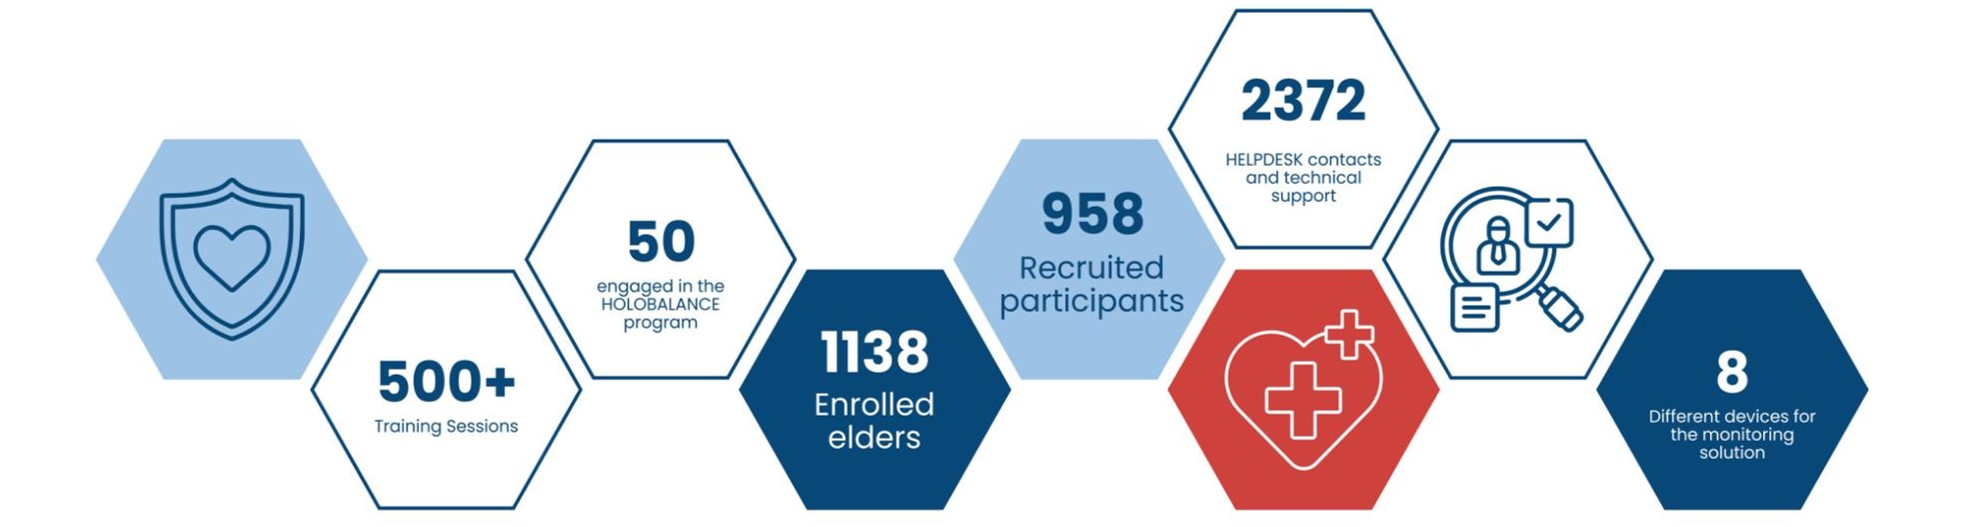 500+
Training Sessions
50
engaged in the
HOLOBALANCE
program
1138
Enrolled
elders
958
Recruited
participants
2372
HELPDESK contacts
and technical
support
8
Different devices for
the monitoring
solution